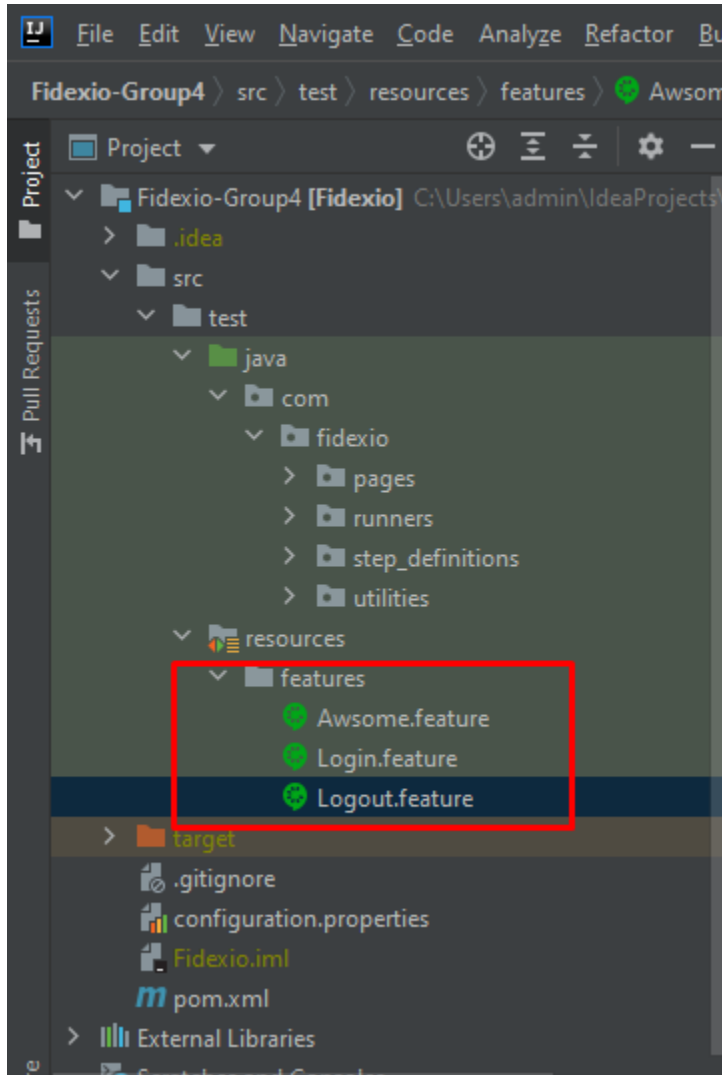 IJ File Edit View Navigate Code Analyze Refactor Bu
Fidexio-Group4 〉 src 〉 test 〉 resources 〉 features 〉 Awsom
Project
Project
Fidexio-Group4 [Fidexio] C:\Users\admin\IdeaProjects\
.idea
src
test
Pull Requests
java
com
fidexio
pages
runners
step_definitions
utilities
resources
features
Awsome.feature
Login.feature
Logout.feature
target
.gitignore
configuration.properties
Fidexio.iml
m pom.xml
External Libraries